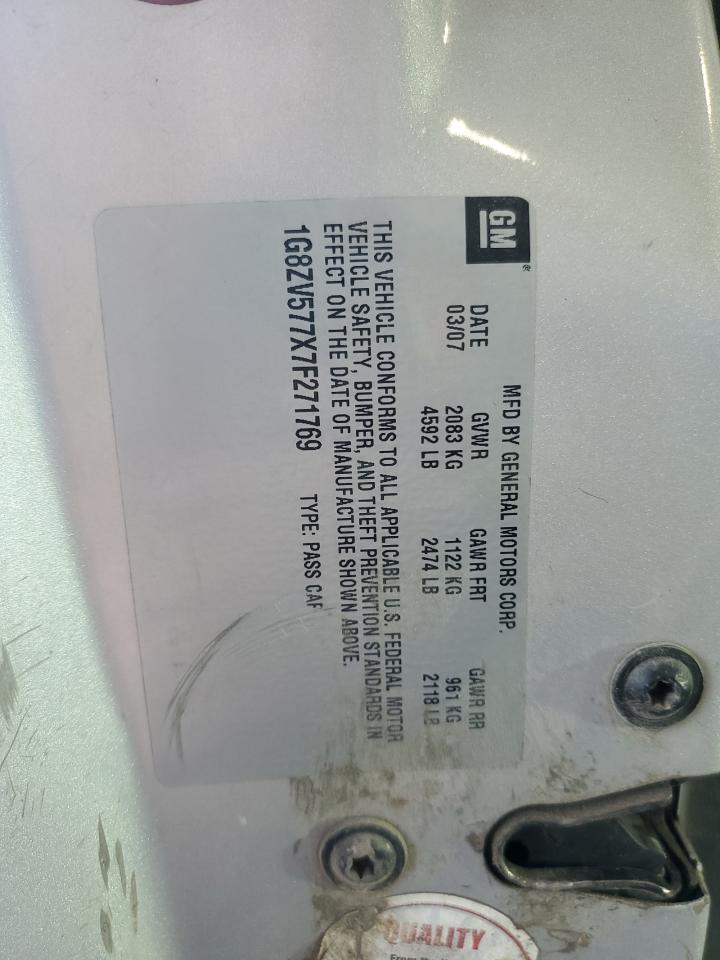 GM®
MFD BY GENERAL MOTORS CORP.
DATE GVWR GAWR FRT GAWR RR
03/07 2083 KG 1122 KG 961 KG
4592 LB 2474 LB 2118 LB
THIS VEHICLE CONFORMS TO ALL APPLICABLE U.S. FEDERAL MOTOR
VEHICLE SAFETY, BUMPER, AND THEFT PREVENTION STANDARDS IN
EFFECT ON THE DATE OF MANUFACTURE SHOWN ABOVE.
1G8ZV577X7F271769 TYPE: PASS CAR
QUALITY
From